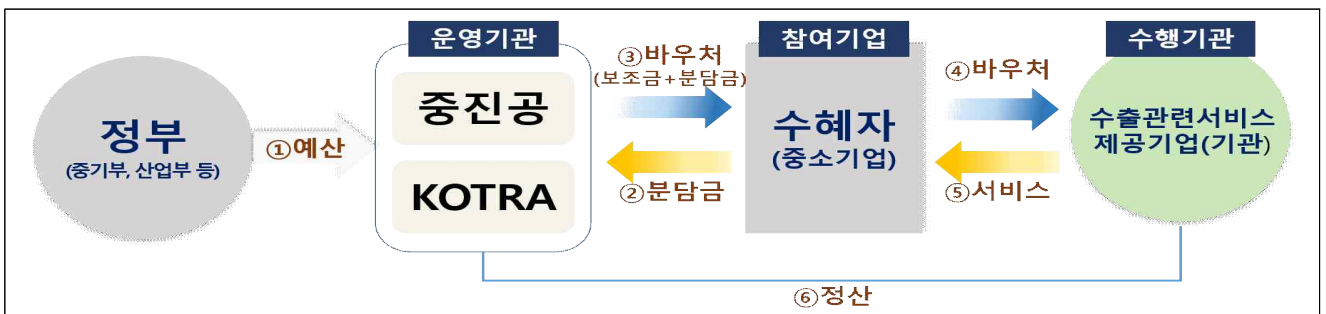 운영기관
참여기업
수행기관
정부
(중기부, 산업부 등)
①예산
중진공
KOTRA
③바우처
(보조금+분담금)
②분담금
수혜자
(중소기업)
④바우처
⑤서비스
수출관련서비스
제공기업(기관)
⑥정산